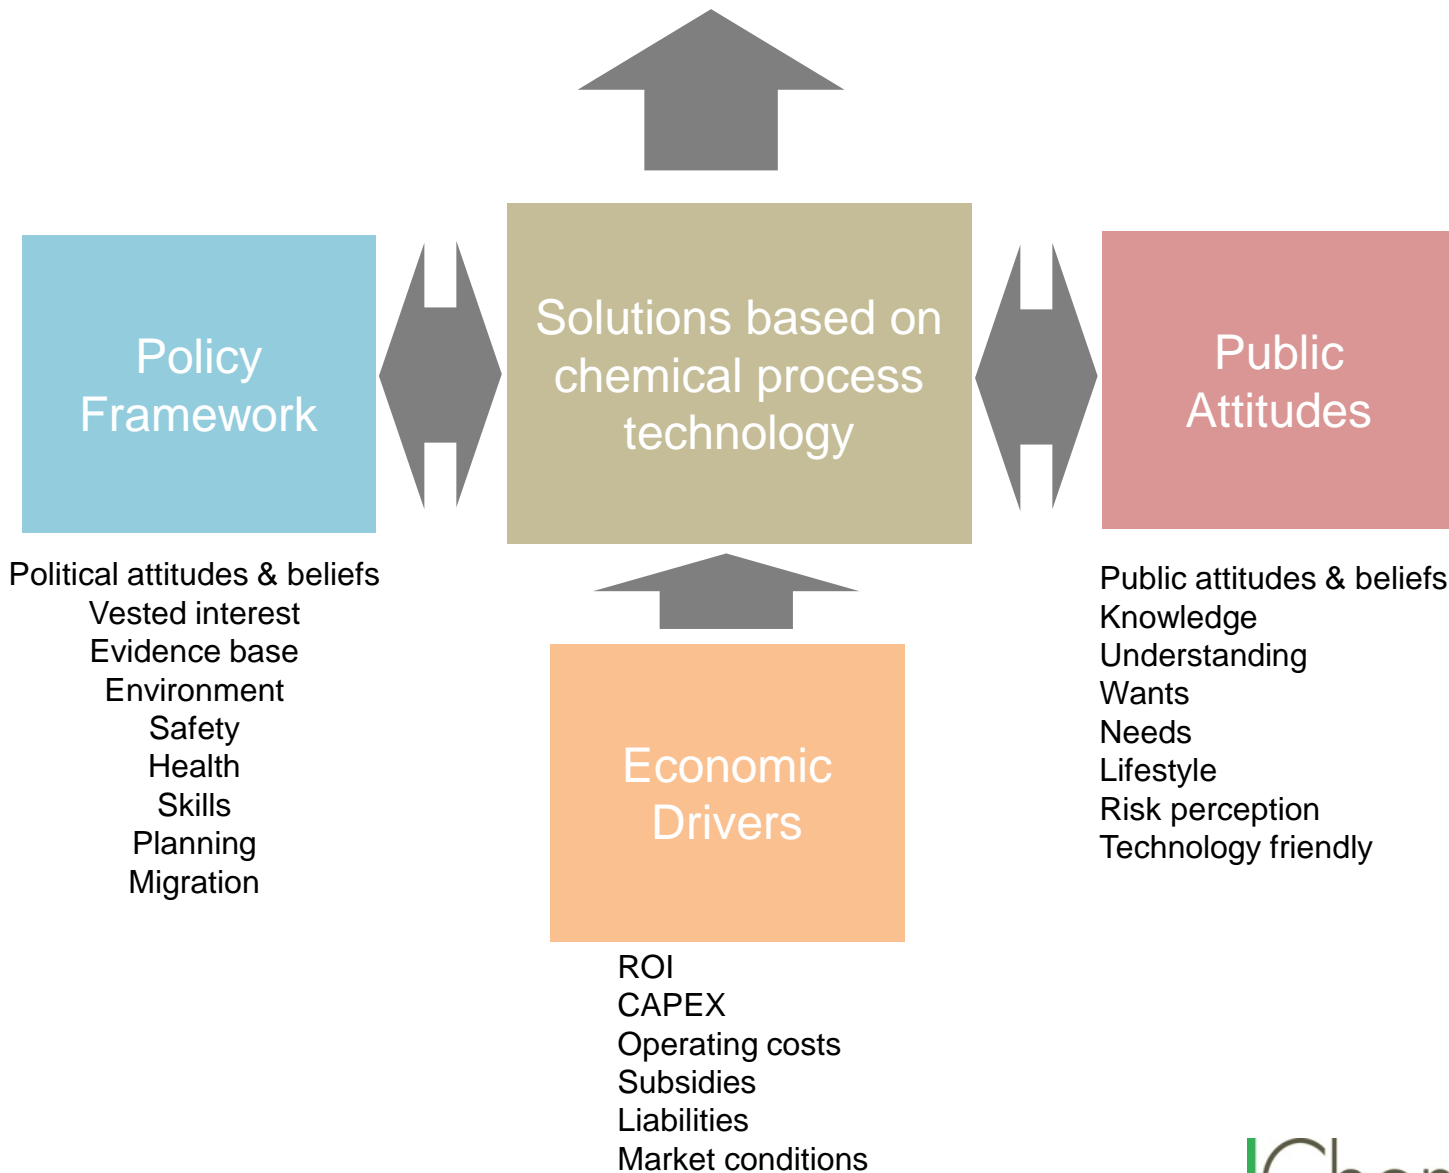 Policy
Framework
Solutions based on
chemical process
technology
Public
Attitudes
Political attitudes & beliefs
Vested interest
Evidence base
Environment
Safety
Health
Skills
Planning
Migration
Economic
Drivers
Public attitudes & beliefs
Knowledge
Understanding
Wants
Needs
Lifestyle
Risk perception
Technology friendly
ROI
CAPEX
Operating costs
Subsidies
Liabilities
Market conditions